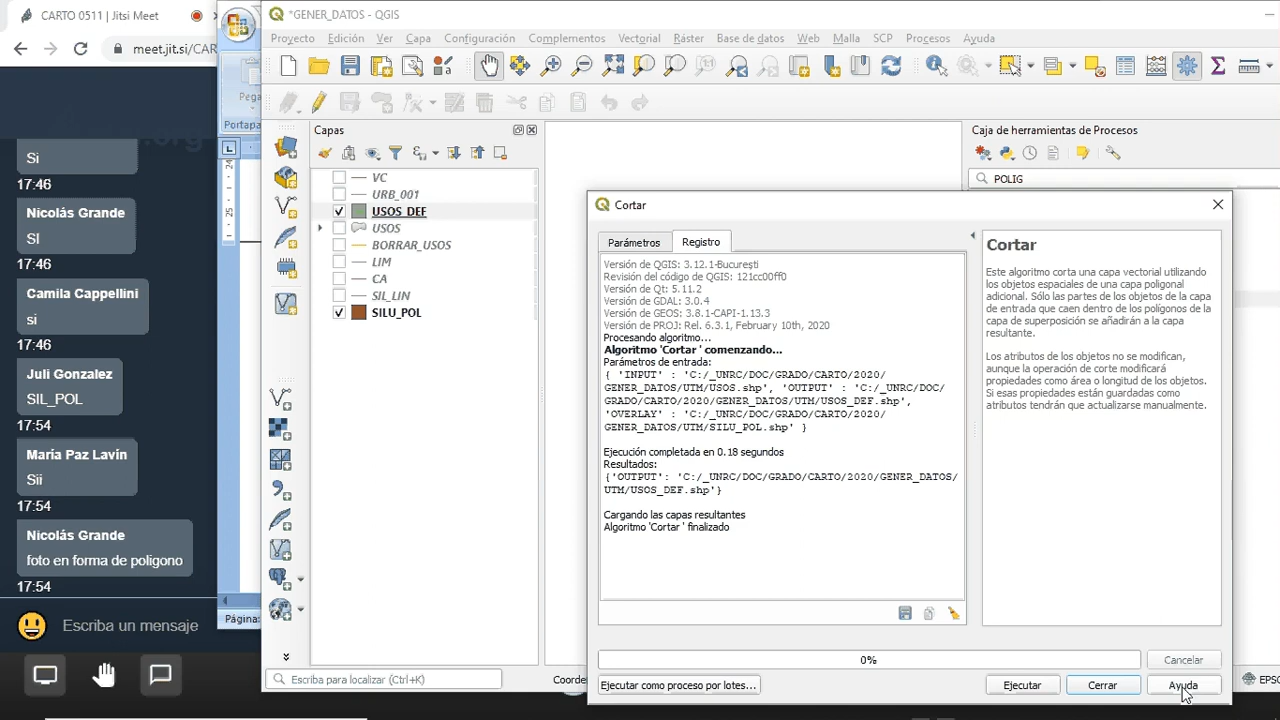 CARTO 0511 | Jitsi Meet
meet.jit.si/CAR
Si
17:46
Nicolás Grande
SI
17:46
Camila Cappellini
si
17:46
Juli Gonzalez
SIL_POL
17:54
María Paz Lavín
Sii
17:54
Nicolás Grande
foto en forma de poligono
17:54
Escriba un mensaje
Pega
Portapa
L
24
25
Página:
*GENER_DATOS - QGIS
Proyecto Edición Ver Capa Configuración Complementos Vectorial Ráster Base de datos Web Malla SCP Procesos Ayuda
Capas
VC
URB_001
USOS_DEF
USOS
BORRAR_USOS
LIM
CA
SIL_LIN
SILU_POL
Escriba para localizar (Ctrl+K)
Coorde
EPSG
Caja de herramientas de Procesos
POLIG
Cortar
Parámetros Registro
Versión de QGIS: 3.12.1-București
Revisión del código de QGIS: 121cc00ff0
Versión de Qt: 5.11.2
Versión de GDAL: 3.0.4
Versión de GEOS: 3.8.1-CAPI-1.13.3
Versión de PROJ: Rel. 6.3.1, February 10th, 2020
Procesando algoritmo...
Algoritmo 'Cortar ' comenzando...
Parámetros de entrada:
{ 'INPUT' : 'C:/_UNRC/DOC/GRADO/CARTO/2020/
GENER_DATOS/UTM/USOS.shp', 'OUTPUT' : 'C:/_UNRC/DOC/
GRADO/CARTO/2020/GENER_DATOS/UTM/USOS_DEF.shp',
'OVERLAY' : 'C:/_UNRC/DOC/GRADO/CARTO/2020/
GENER_DATOS/UTM/SILU_POL.shp' }
Ejecución completada en 0.18 segundos
Resultados:
{'OUTPUT': 'C:/_UNRC/DOC/GRADO/CARTO/2020/GENER_DATOS/
UTM/USOS_DEF.shp'}
Cargando las capas resultantes
Algoritmo 'Cortar ' finalizado
Cortar
Este algoritmo corta una capa vectorial utilizando
los objetos espaciales de una capa poligonal
adicional. Sólo las partes de los objetos de la capa
de entrada que caen dentro de los polígonos de la
capa de superposición se añadirán a la capa
resultante.
Los atributos de los objetos no se modifican,
aunque la operación de corte modificará
propiedades como área o longitud de los objetos.
Si esas propiedades están guardadas como
atributos tendrán que actualizarse manualmente.
0%
Cancelar
Ejecutar como proceso por lotes...
Ejecutar
Cerrar
Ayuda